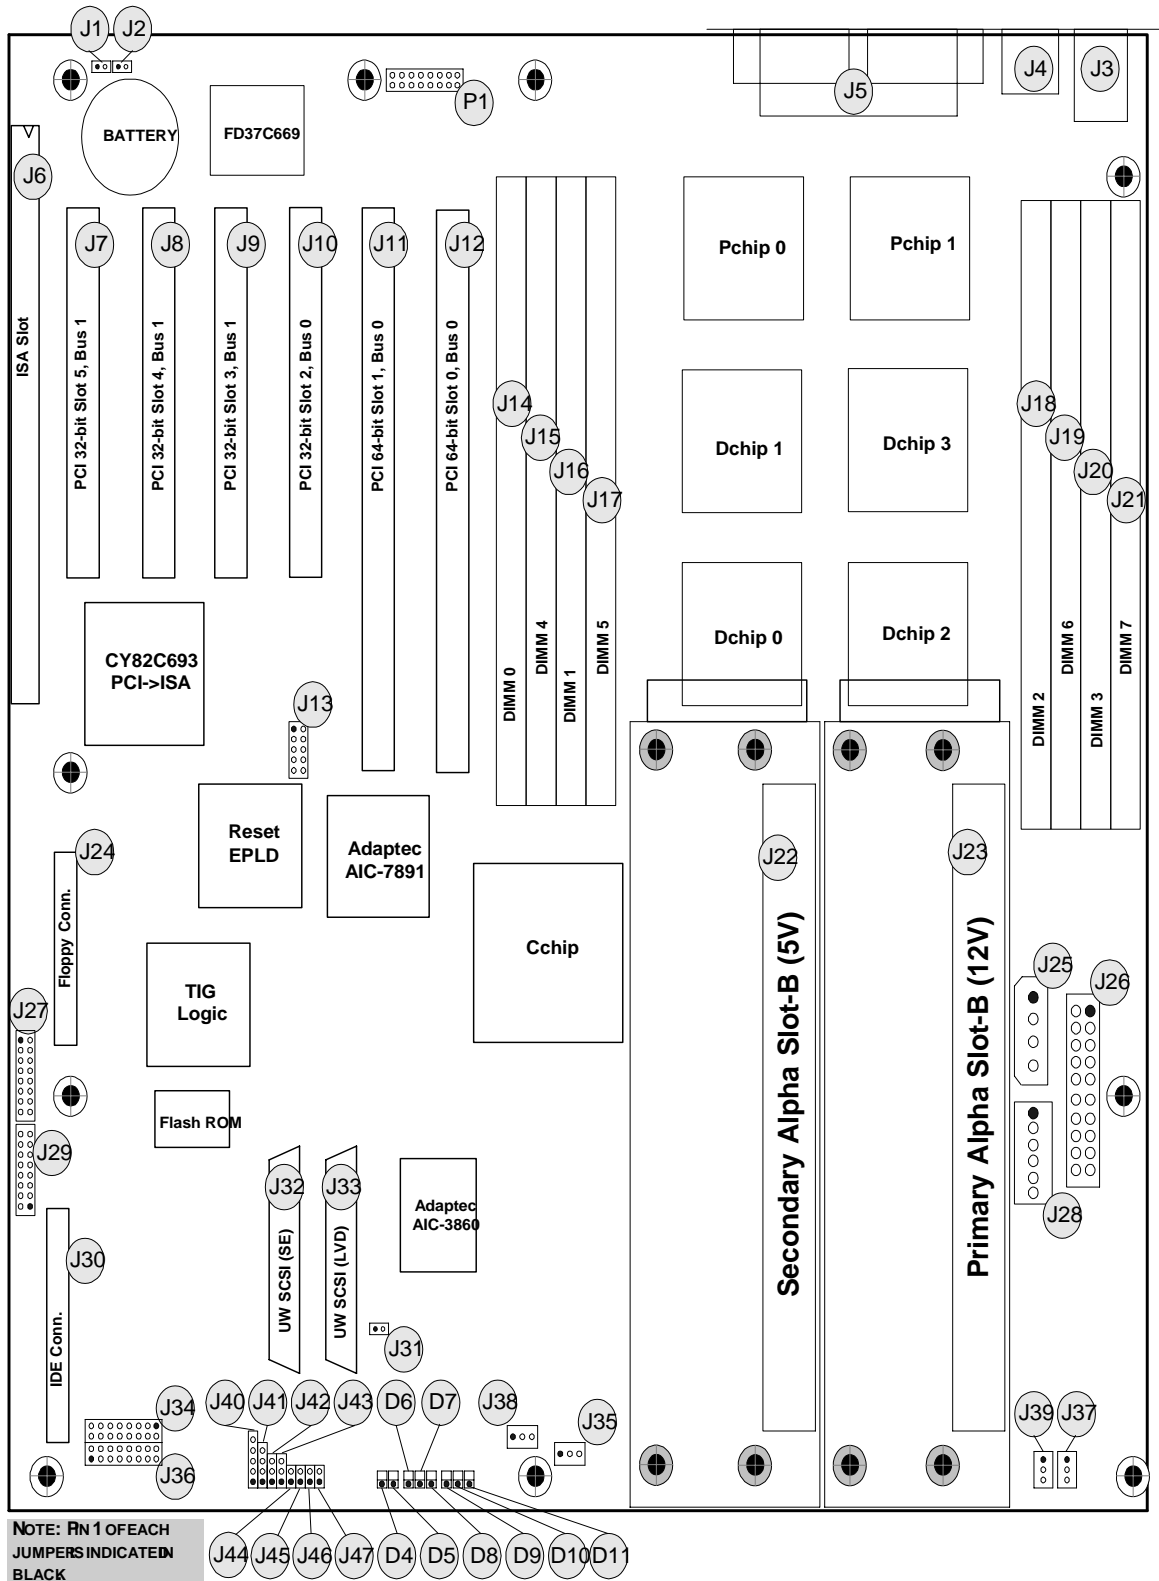 J1
J2
J4
J3
J5
P1
BATTERY
FD37C669
J6
J7
J8
J9
J10
J11
J12
Pchip 0
Pchip 1
ISA Slot
PCI 32-bit Slot 5, Bus 1
PCI 32-bit Slot 4, Bus 1
PCI 32-bit Slot 3, Bus 1
PCI 32-bit Slot 2, Bus 0
PCI 64-bit Slot 1, Bus 0
PCI 64-bit Slot 0, Bus 0
J14
J15
J16
J17
J18
J19
J20
J21
Dchip 1
Dchip 3
Dchip 0
Dchip 2
DIMM 0
DIMM 4
DIMM 1
DIMM 5
DIMM 2
DIMM 6
DIMM 3
DIMM 7
CY82C693
PCI->ISA
J13
Reset
EPLD
Adaptec
AIC-7891
J24
Floppy Conn.
J22
J23
Cchip
Secondary Alpha Slot-B (5V)
Primary Alpha Slot-B (12V)
J25
J26
TIG
Logic
J27
Flash ROM
J29
J32
J33
Adaptec
AIC-3860
J28
J30
UW SCSI (SE)
UW SCSI (LVD)
J31
IDE Conn.
J34
J40
J41
J42
J43
D6
D7
J38
J35
J39
J37
J36
NOTE: PIN 1 OF EACH
JUMPER IS INDICATED IN
BLACK
J44
J45
J46
J47
D4
D5
D8
D9
D10
D11